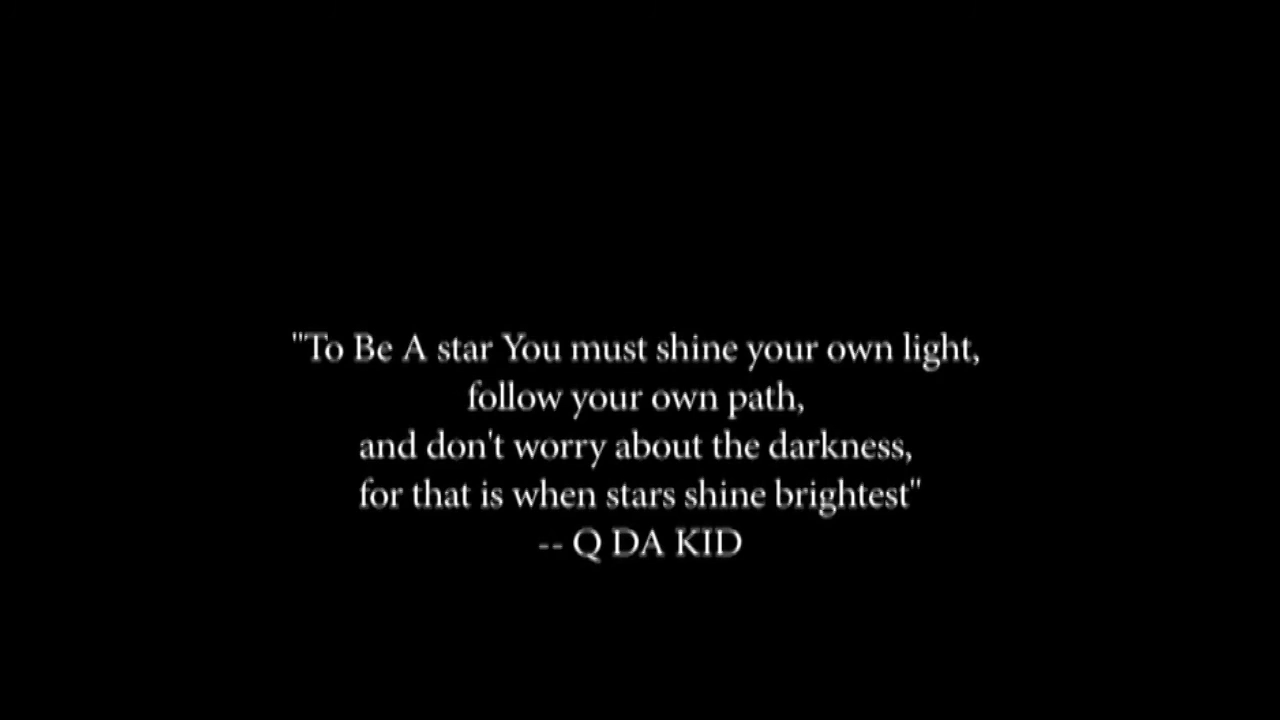 "To Be A star You must shine your own light,
follow your own path,
and don't worry about the darkness,
for that is when stars shine brightest"
-- Q DA KID